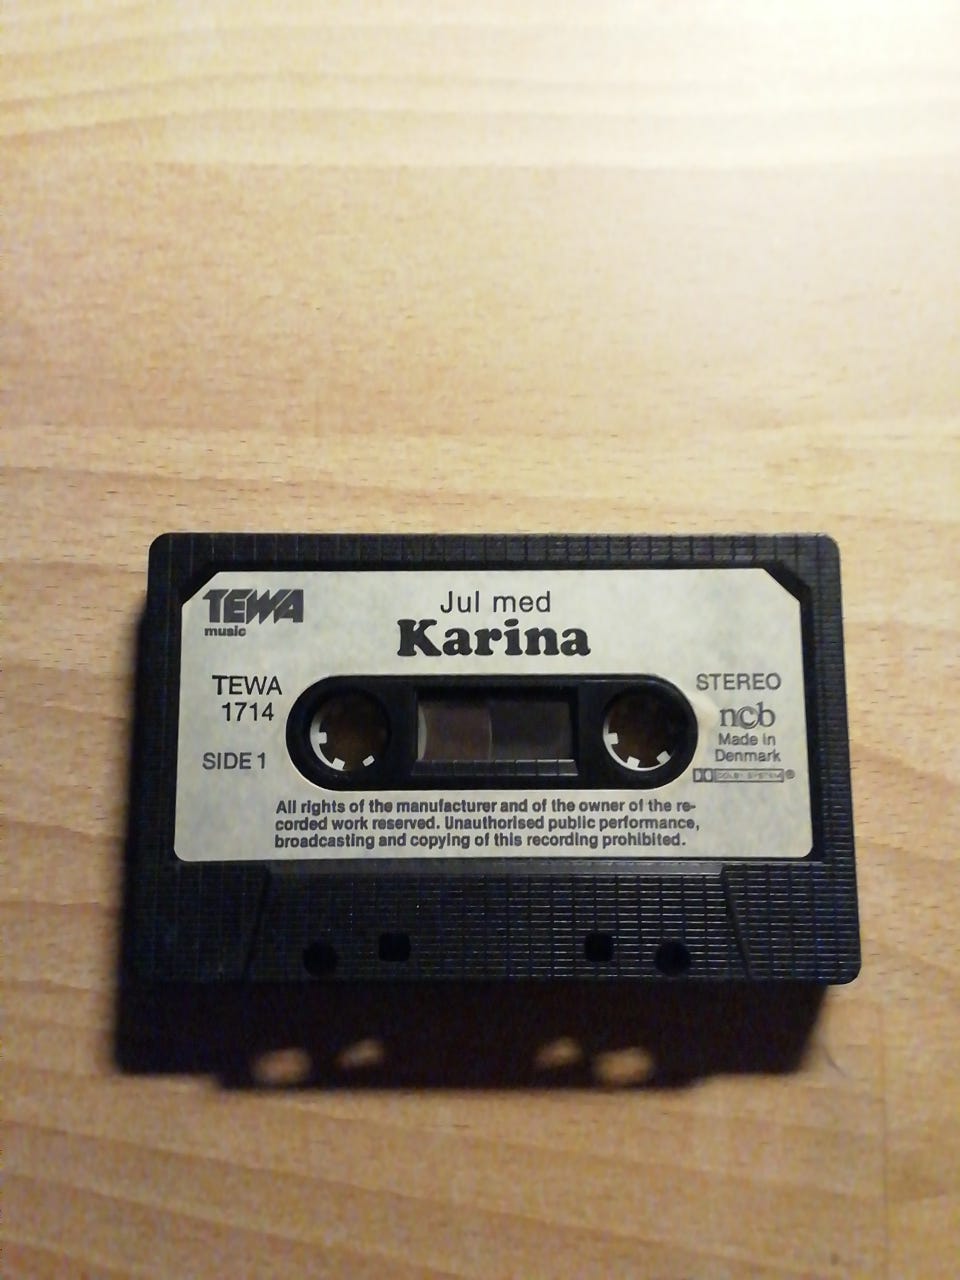 TEWA
music
Jul med
Karina
TEWA
1714
SIDE 1
STEREO
ncb
Made in
Denmark
DOLBY SYSTEM ®
All rights of the manufacturer and of the owner of the re-
corded work reserved. Unauthorised public performance,
broadcasting and copying of this recording prohibited.